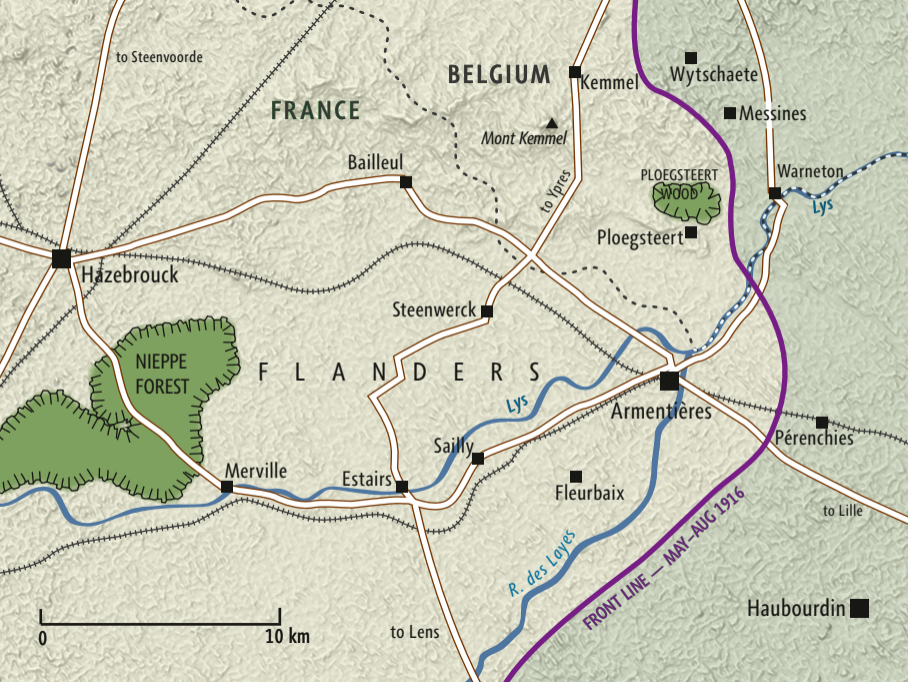 to Steenvoorde
BELGIUM
Wytschaete
Kemmel
FRANCE
Messines
Mont Kemmel
Bailleul
PLOEGSTEERT
WOOD
Warneton
to Ypres
Lys
Ploegsteert
Hazebrouck
Steenwerck
NIEPPE
FOREST
FLANDERS
Lys
Armentières
Sailly
Pérenchies
Merville
Estairs
Fleurbaix
to Lille
R. des Layes
FRONT LINE — MAY–AUG 1916
Haubourdin
0
10 km
to Lens